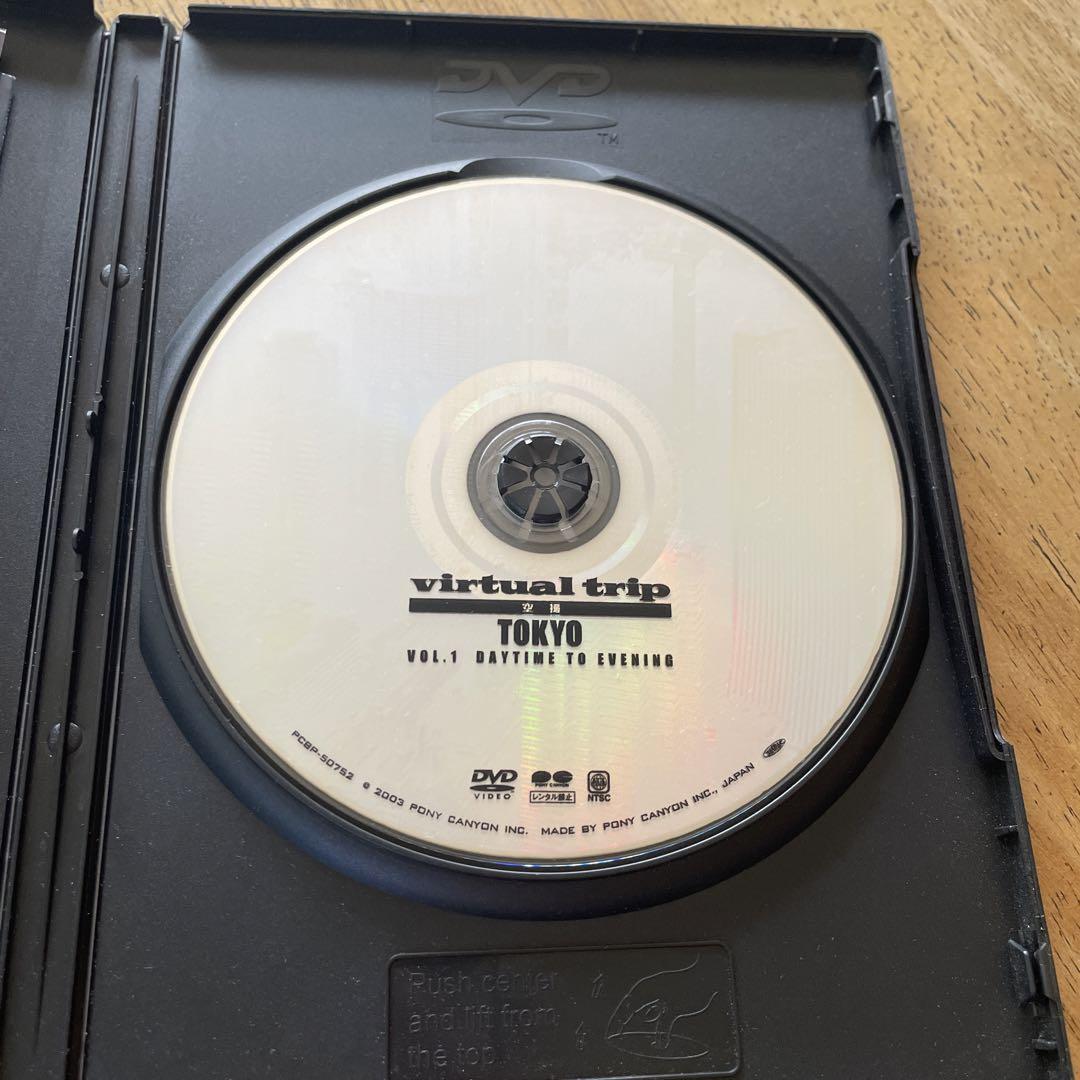 DVD
TM
virtual trip
空撮
TOKYO
VOL.1 DAYTIME TO EVENING
DVD
VIDEO
PONY CANYON
レンタル禁止
NTSC
PCBP-50752 © 2003 PONY CANYON INC. MADE BY PONY CANYON INC., JAPAN
Push center
and lift from
the top